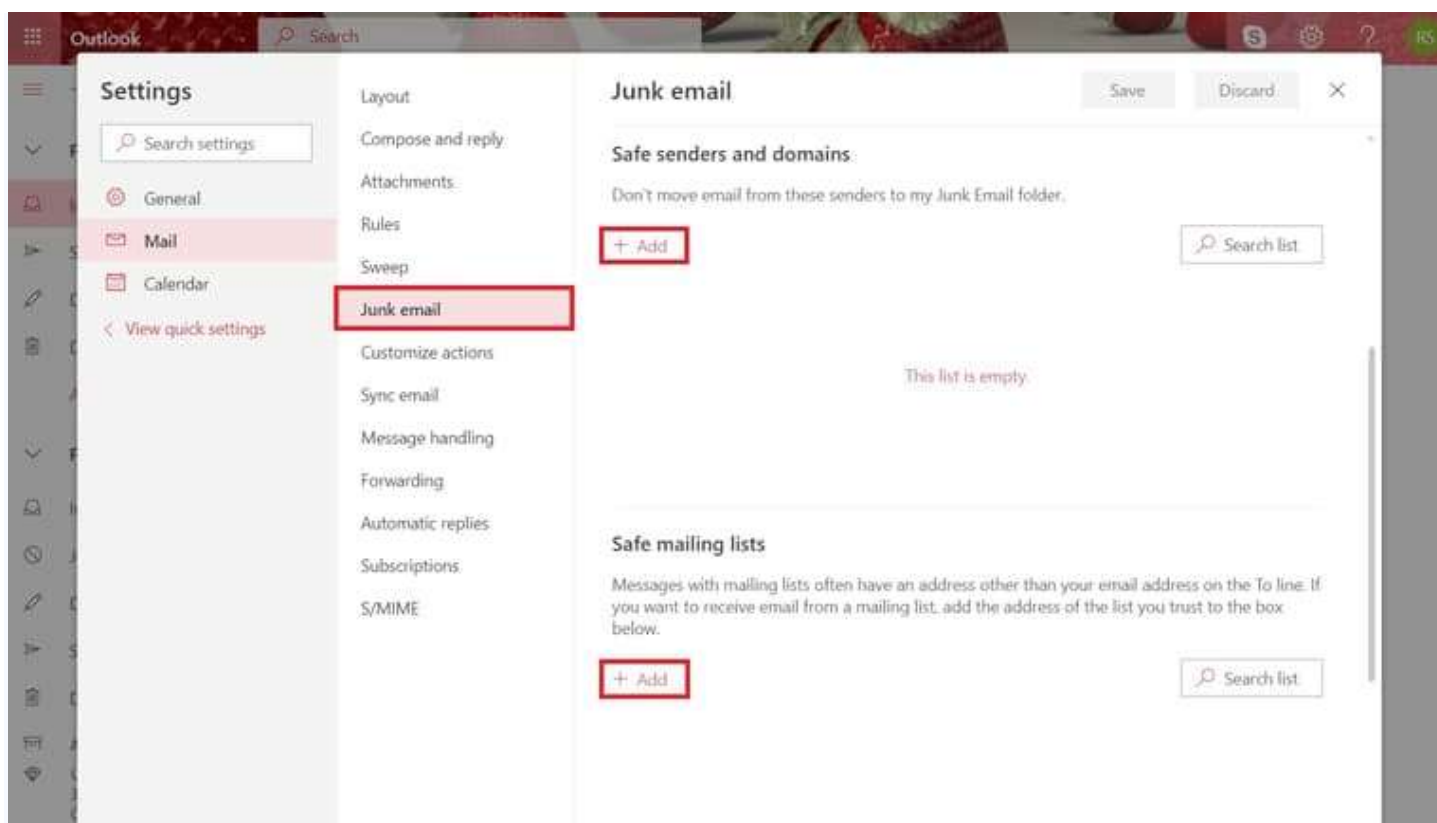 Outlook
Search
RS
Settings
Search settings
General
Mail
Calendar
View quick settings
Layout
Compose and reply
Attachments
Rules
Sweep
Junk email
Customize actions
Sync email
Message handling
Forwarding
Automatic replies
Subscriptions
S/MIME
Junk email
Save
Discard
Safe senders and domains
Don't move email from these senders to my Junk Email folder.
+ Add
Search list
This list is empty.
Safe mailing lists
Messages with mailing lists often have an address other than your email address on the To line. If
you want to receive email from a mailing list, add the address of the list you trust to the box
below.
+ Add
Search list